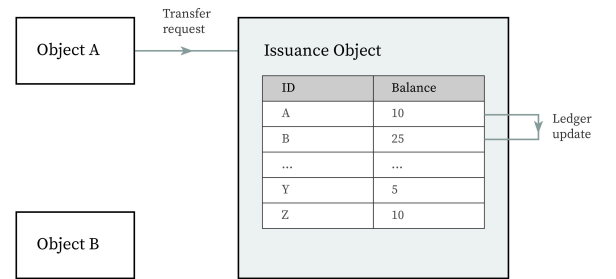 Transfer
request
Object A
Issuance Object
ID Balance
A 10
B 25
... ...
Y 5
Z 10
Ledger
update
Object B